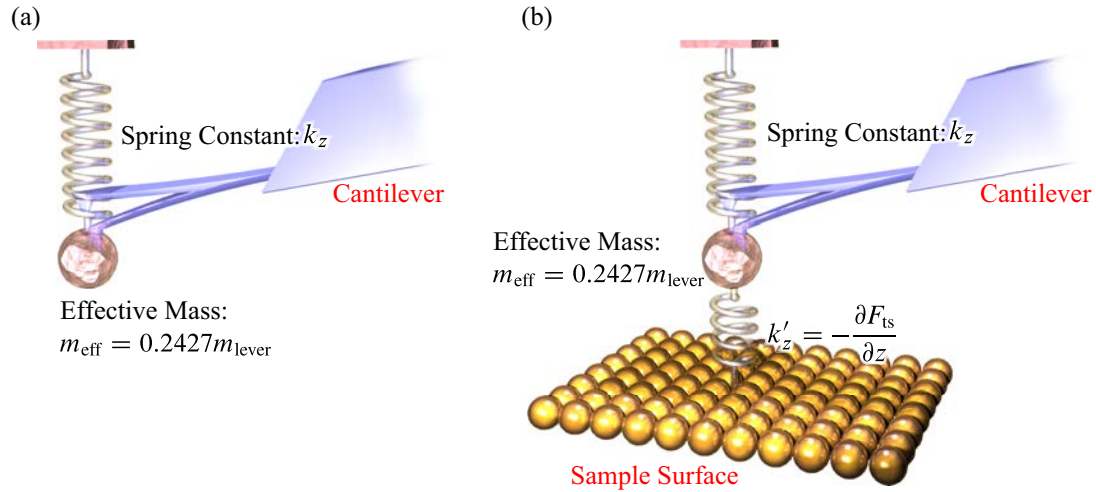 (a)
Spring Constant: k_z
Cantilever
Effective Mass:
m_eff = 0.2427m_lever
(b)
Spring Constant: k_z
Cantilever
Effective Mass:
m_eff = 0.2427m_lever
k′_z = −∂F_ts/∂z
Sample Surface